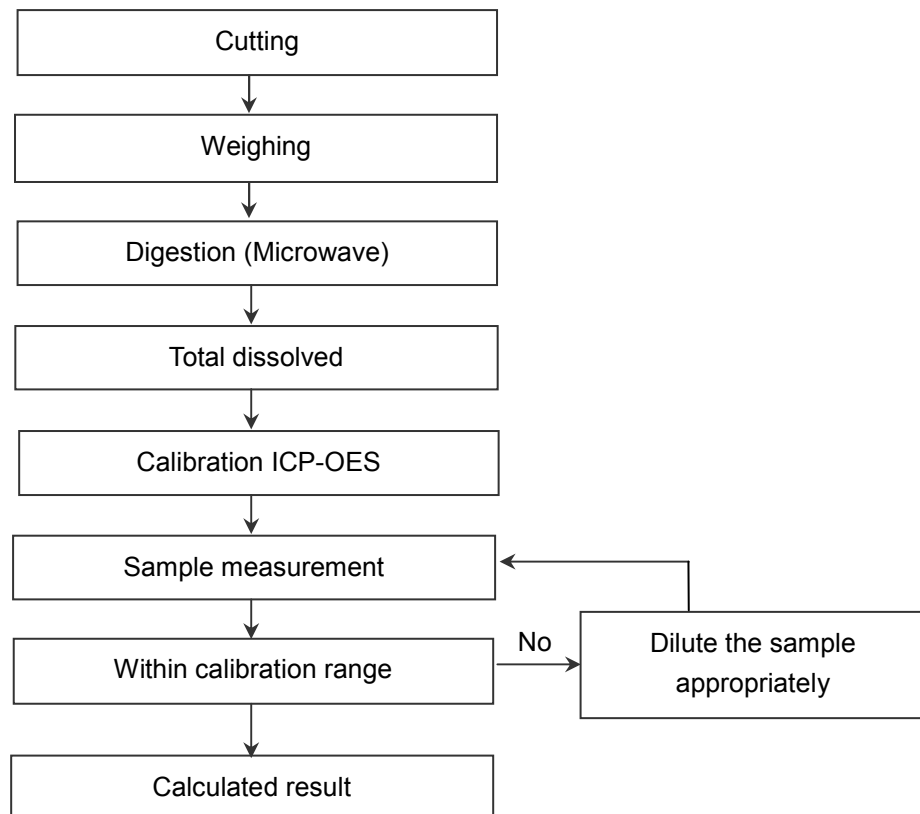 Cutting
Weighing
Digestion (Microwave)
Total dissolved
Calibration ICP-OES
Sample measurement
Within calibration range
No
Dilute the sample
appropriately
Calculated result